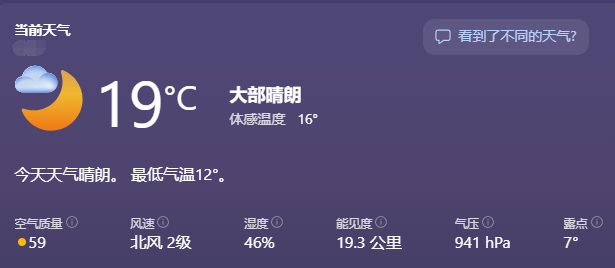 当前天气
看到了不同的天气?
19°C
大部晴朗
体感温度 16°
今天天气晴朗。 最低气温12°。
空气质量 风速 湿度 能见度 气压 露点
59 北风 2级 46% 19.3 公里 941 hPa 7°